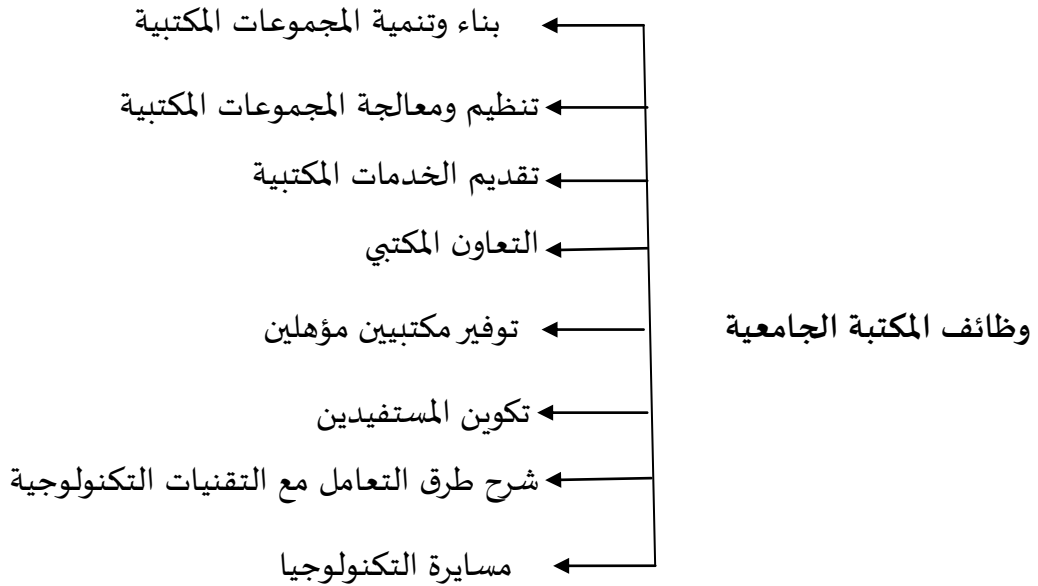 وظائف المكتبة الجامعية
بناء وتنمية المجموعات المكتبية
تنظيم ومعالجة المجموعات المكتبية
تقديم الخدمات المكتبية
التعاون المكتبي
توفير مكتبيين مؤهلين
تكوين المستفيدين
شرح طرق التعامل مع التقنيات التكنولوجية
مسايرة التكنولوجيا